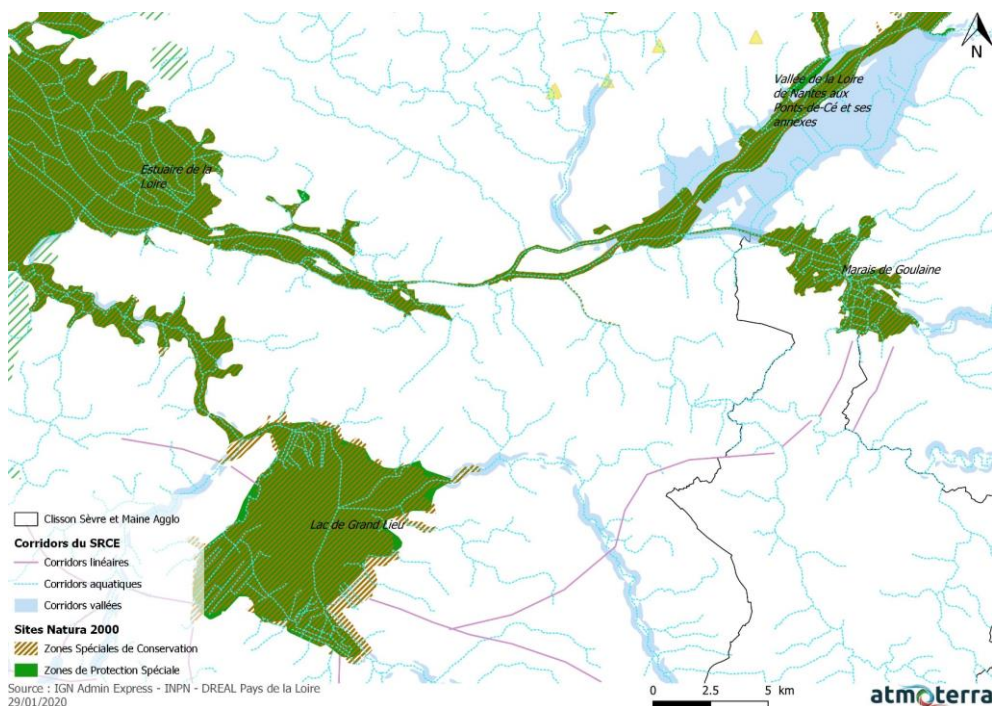 N
Vallée de la Loire
de Nantes aux
Ponts-de-Cé et ses
annexes
Estuaire de la
Loire
Marais de Goulaine
Lac de Grand Lieu
Clisson Sèvre et Maine Agglo
Corridors du SRCE
Corridors linéaires
Corridors aquatiques
Corridors vallées
Sites Natura 2000
Zones Spéciales de Conservation
Zones de Protection Spéciale
Source : IGN Admin Express - INPN - DREAL Pays de la Loire
29/01/2020
0 2.5 5 km
atmoterra